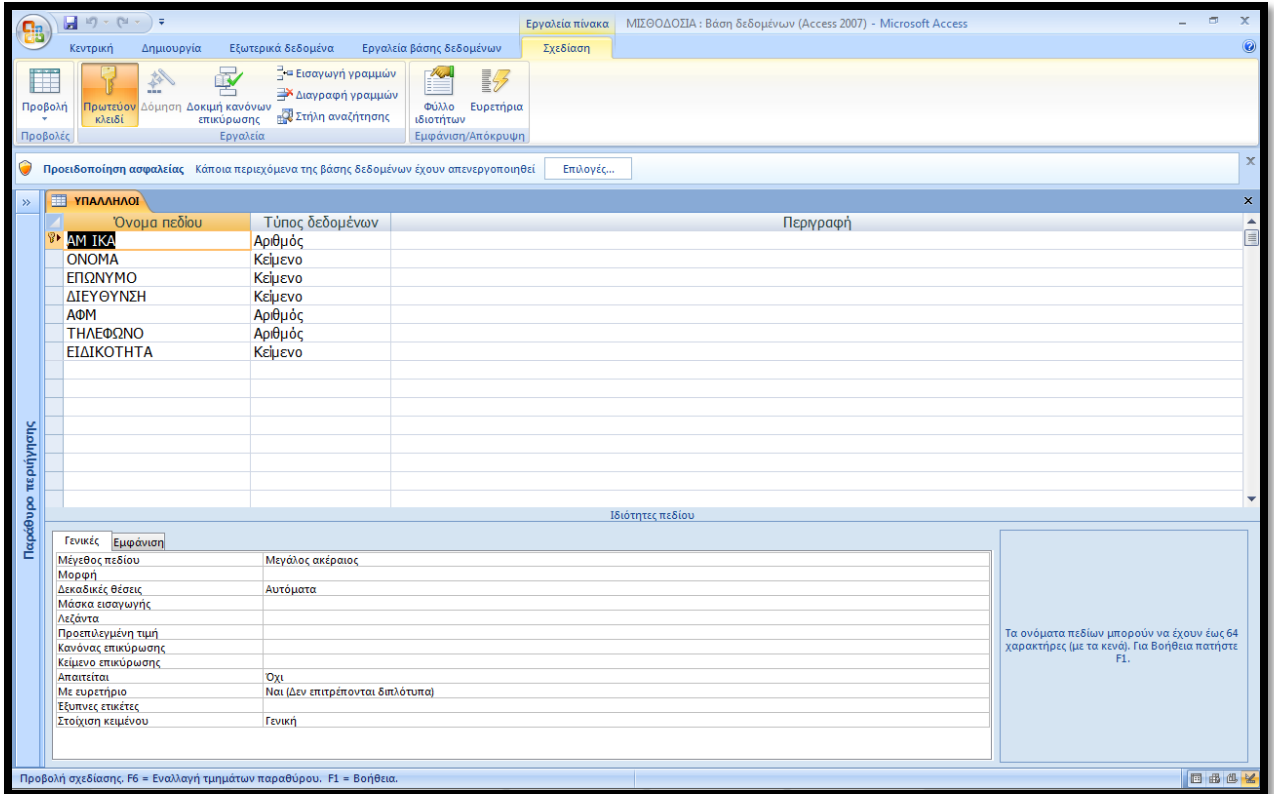 Εργαλεία πίνακα ΜΙΣΘΟΔΟΣΙΑ : Βάση δεδομένων (Access 2007) - Microsoft Access
Κεντρική Δημιουργία Εξωτερικά δεδομένα Εργαλεία βάσης δεδομένων Σχεδίαση
Προβολή
Πρωτεύον κλειδί
Δόμηση
Δοκιμή κανόνων επικύρωσης
Εισαγωγή γραμμών
Διαγραφή γραμμών
Στήλη αναζήτησης
Φύλλο ιδιοτήτων
Ευρετήρια
Προβολές Εργαλεία Εμφάνιση/Απόκρυψη
Προειδοποίηση ασφαλείας Κάποια περιεχόμενα της βάσης δεδομένων έχουν απενεργοποιηθεί Επιλογές...
ΥΠΑΛΛΗΛΟΙ
Όνομα πεδίου Τύπος δεδομένων Περιγραφή
ΑΜ ΙΚΑ Αριθμός
ΟΝΟΜΑ Κείμενο
ΕΠΩΝΥΜΟ Κείμενο
ΔΙΕΥΘΥΝΣΗ Κείμενο
ΑΦΜ Αριθμός
ΤΗΛΕΦΩΝΟ Αριθμός
ΕΙΔΙΚΟΤΗΤΑ Κείμενο
Παράθυρο περιήγησης
Ιδιότητες πεδίου
Γενικές Εμφάνιση
Μέγεθος πεδίου Μεγάλος ακέραιος
Μορφή
Δεκαδικές θέσεις Αυτόματα
Μάσκα εισαγωγής
Λεζάντα
Προεπιλεγμένη τιμή
Κανόνας επικύρωσης
Κείμενο επικύρωσης
Απαιτείται Όχι
Με ευρετήριο Ναι (Δεν επιτρέπονται διπλότυπα)
Έξυπνες ετικέτες
Στοίχιση κειμένου Γενική
Τα ονόματα πεδίων μπορούν να έχουν έως 64
χαρακτήρες (με τα κενά). Για Βοήθεια πατήστε
F1.
Προβολή σχεδίασης. F6 = Εναλλαγή τμημάτων παραθύρου. F1 = Βοήθεια.